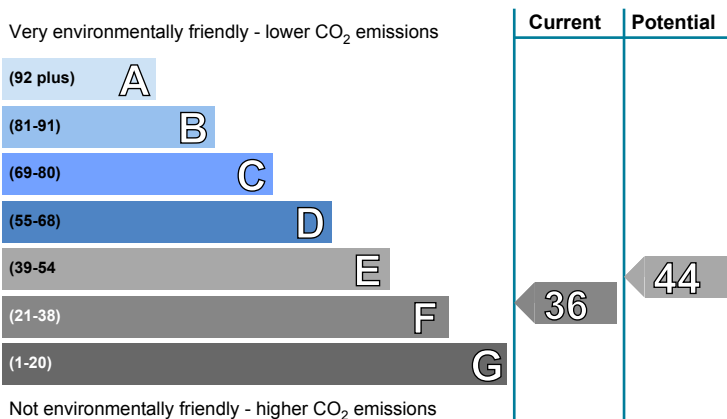 Very environmentally friendly - lower CO2 emissions
Current
Potential
(92 plus) A
(81-91) B
(69-80) C
(55-68) D
(39-54 E
(21-38) F
(1-20) G
36
44
Not environmentally friendly - higher CO2 emissions